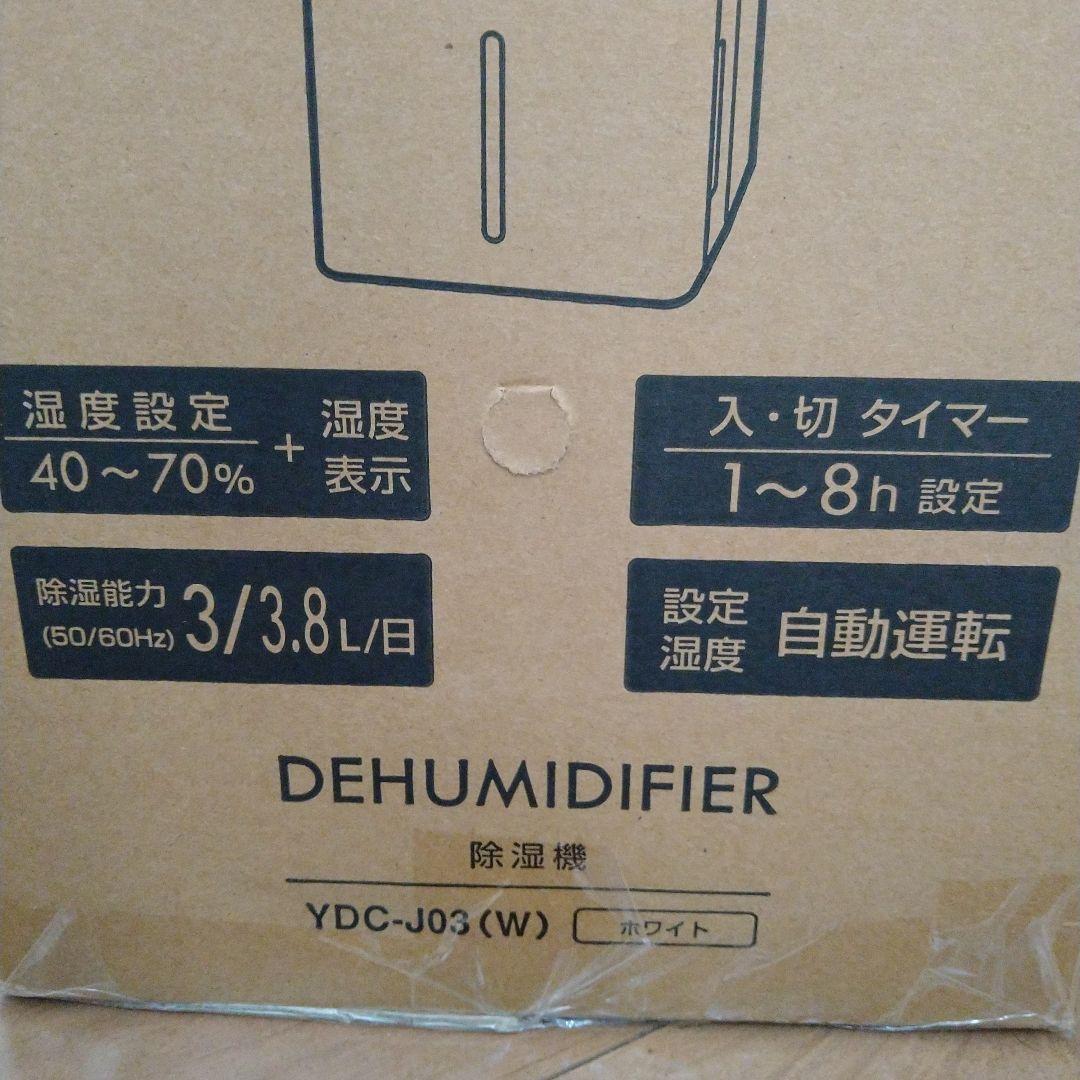 湿度設定
40～70%
+
湿度
表示
入・切 タイマー
1～8h 設定
除湿能力
(50/60Hz)
3/3.8L/日
設定
湿度
自動運転
DEHUMIDIFIER
除湿機
YDC-J03(W) ホワイト